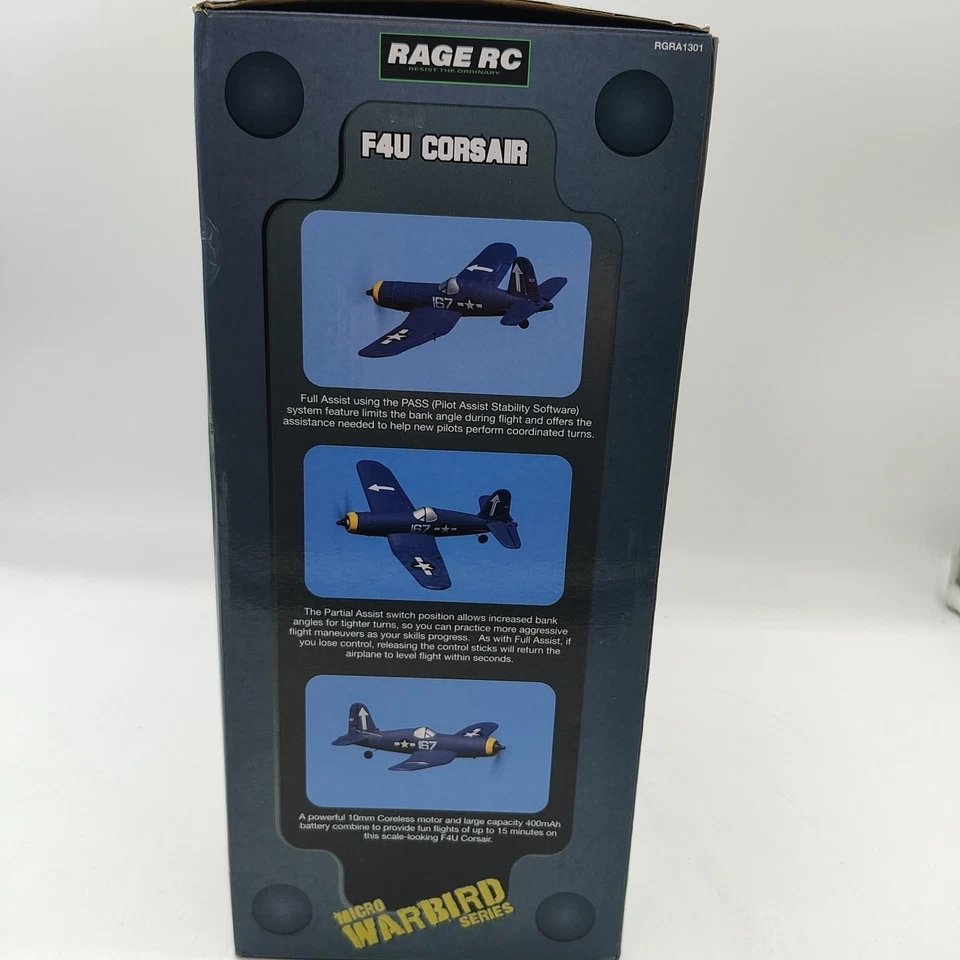 RAGE RC
RESIST THE ORDINARY
RGRA1301
F4U CORSAIR
167
Full Assist using the PASS (Pilot Assist Stability Software)
system feature limits the bank angle during flight and offers the
assistance needed to help new pilots perform coordinated turns.
167
The Partial Assist switch position allows increased bank
angles for tighter turns, so you can practice more aggressive
flight maneuvers as your skills progress. As with Full Assist, if
you lose control, releasing the control sticks will return the
airplane to level flight within seconds.
167
A powerful 10mm Coreless motor and large capacity 400mAh
battery combine to provide fun flights of up to 15 minutes on
this scale-looking F4U Corsair.
MICRO
WARBIRD
SERIES